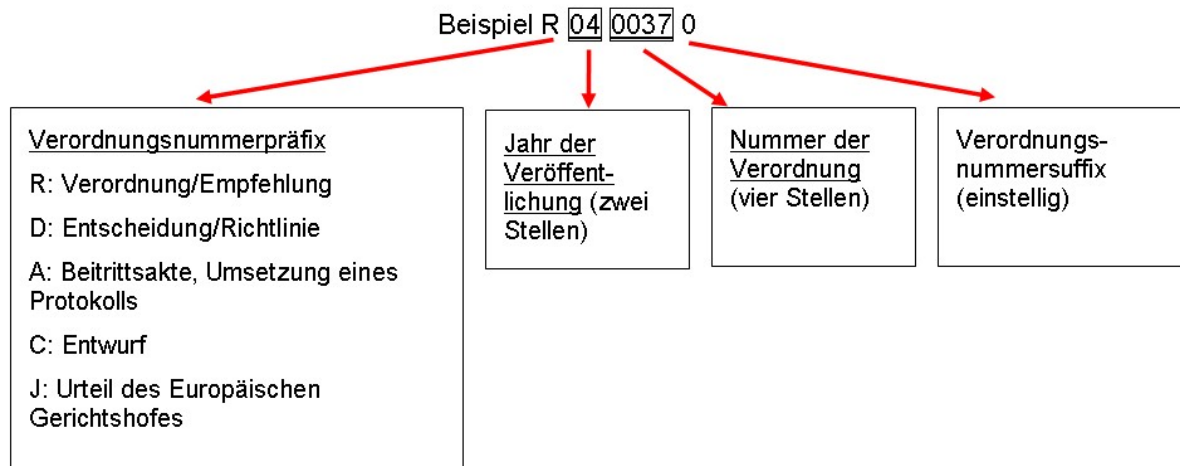 Beispiel R 04 0037 0
Verordnungsnummerpräfix
R: Verordnung/Empfehlung
D: Entscheidung/Richtlinie
A: Beitrittsakte, Umsetzung eines
Protokolls
C: Entwurf
J: Urteil des Europäischen
Gerichtshofes
Jahr der
Veröffent-
lichung (zwei
Stellen)
Nummer der
Verordnung
(vier Stellen)
Verordnungs-
nummersuffix
(einstellig)